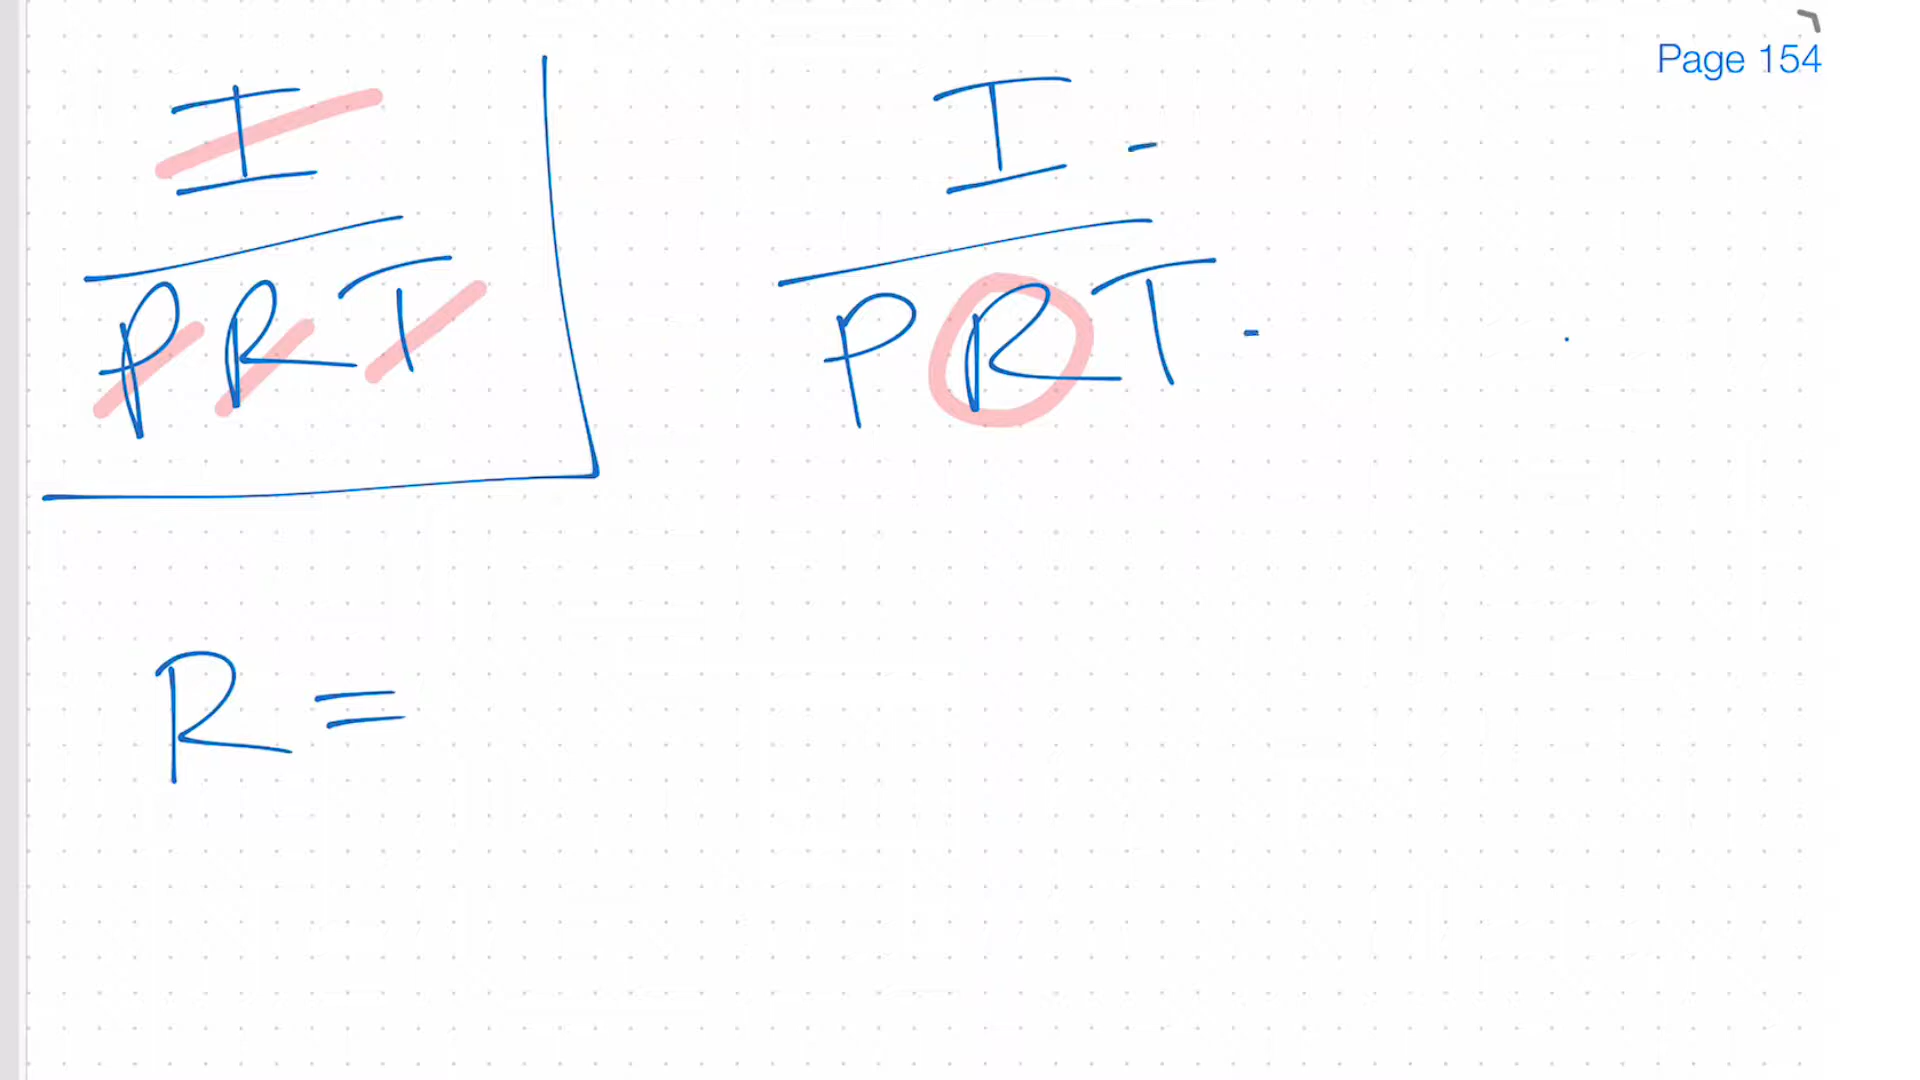 Page 154
I
PRT
I -
PRT -
R =